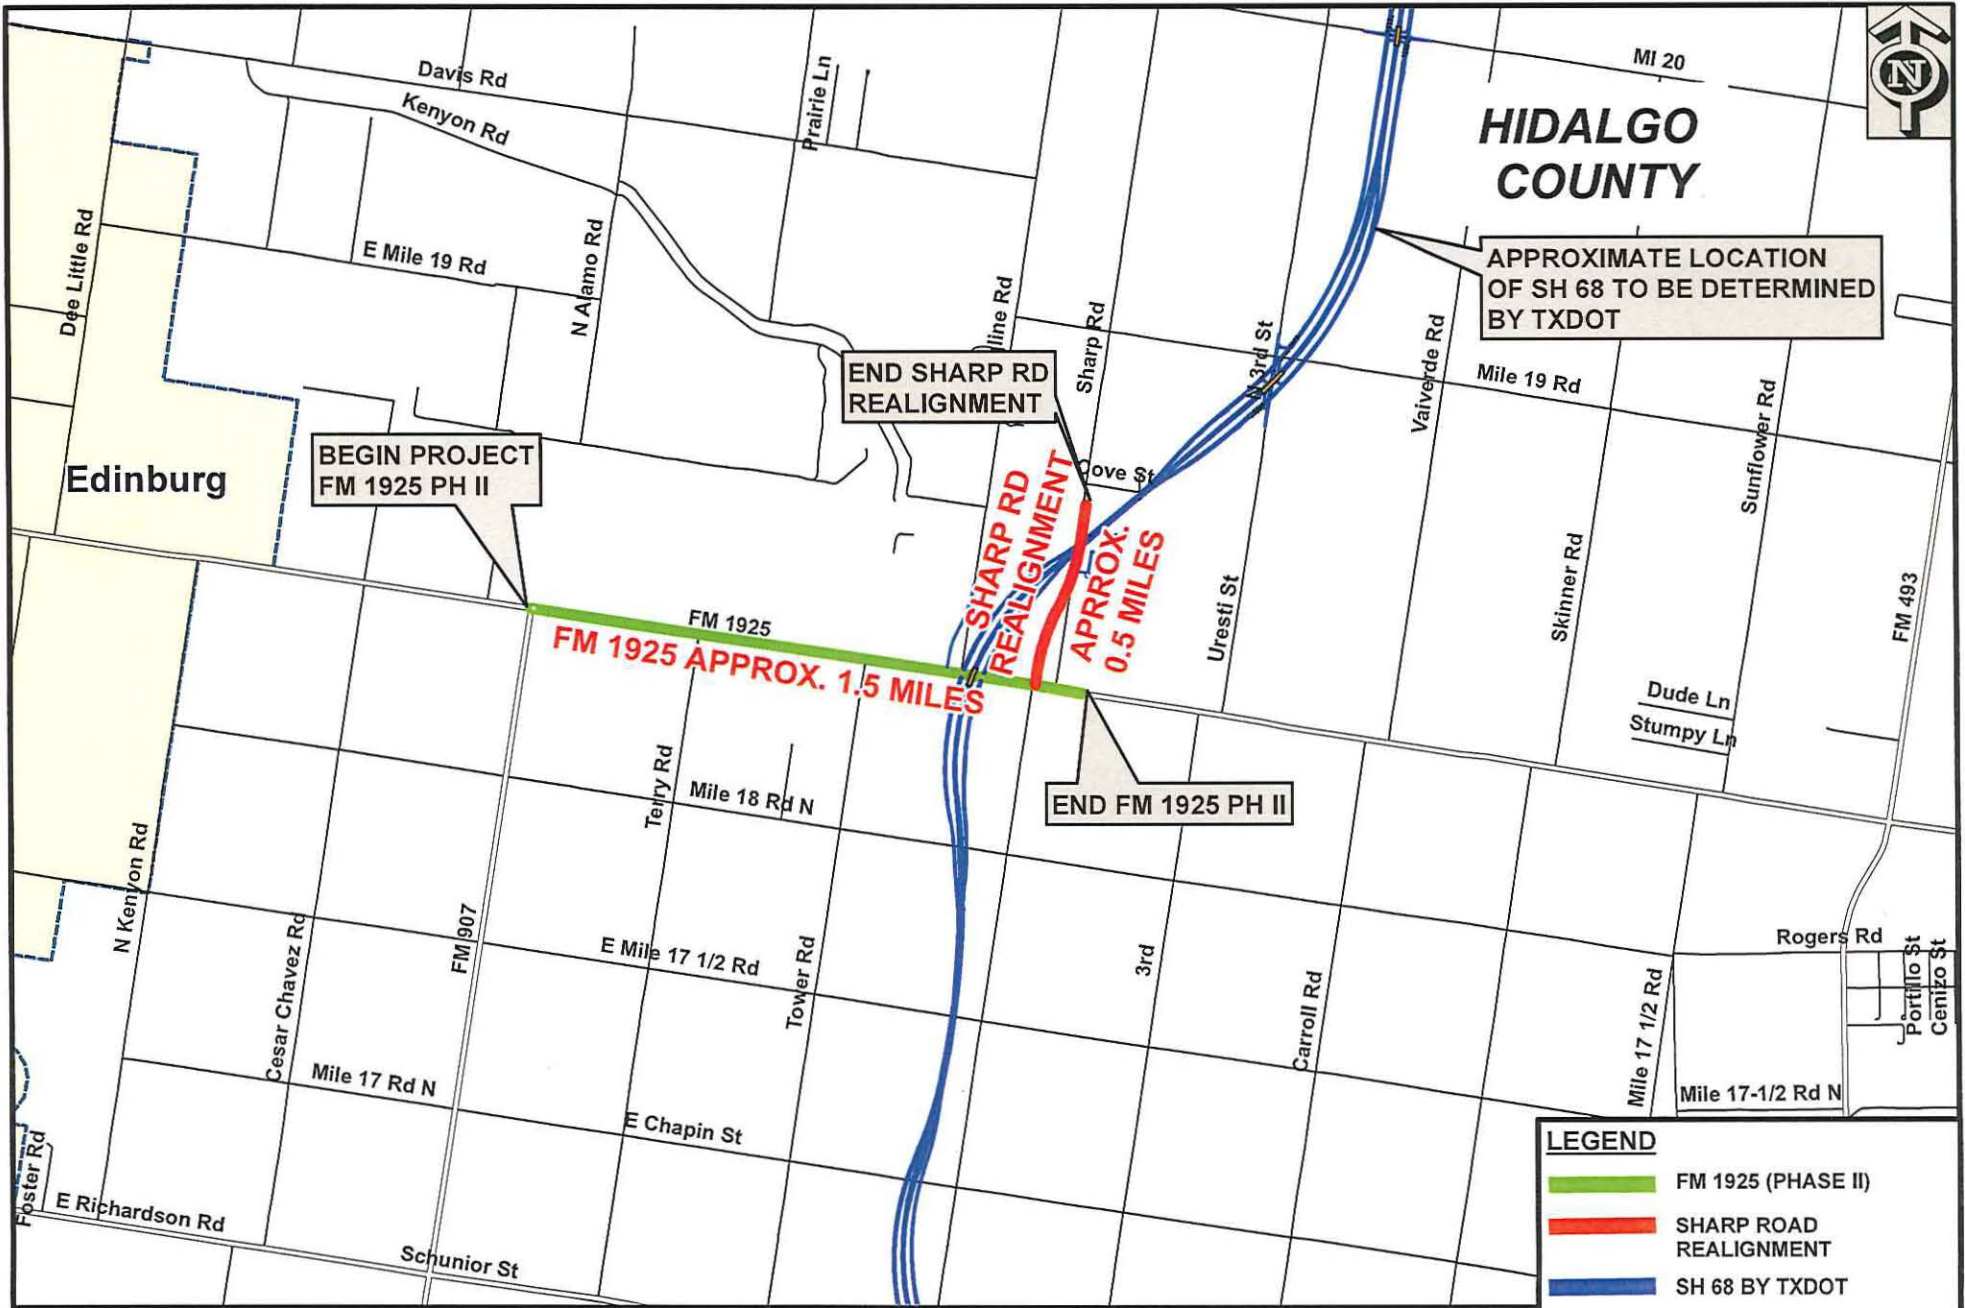 MI 20
N
HIDALGO
COUNTY
Davis Rd
Kenyon Rd
Prairie Ln
Dee Little Rd
E Mile 19 Rd
N Alamo Rd
line Rd
Sharp Rd
N 3rd St
Vaiverde Rd
APPROXIMATE LOCATION
OF SH 68 TO BE DETERMINED
BY TXDOT
Mile 19 Rd
Sunflower Rd
END SHARP RD
REALIGNMENT
Cove St
BEGIN PROJECT
FM 1925 PH II
Edinburg
SHARP RD
REALIGNMENT
APRROX.
0.5 MILES
Uresti St
Skinner Rd
FM 493
FM 1925
FM 1925 APPROX. 1.5 MILES
Dude Ln
Stumpy Ln
END FM 1925 PH II
Terry Rd
Mile 18 Rd N
N Kenyon Rd
Cesar Chavez Rd
FM 907
E Mile 17 1/2 Rd
Tower Rd
3rd
Carroll Rd
Mile 17 1/2 Rd
Rogers Rd
Portillo St
Cenizo St
Mile 17 Rd N
E Chapin St
Mile 17-1/2 Rd N
Foster Rd
E Richardson Rd
Schunior St
LEGEND
FM 1925 (PHASE II)
SHARP ROAD
REALIGNMENT
SH 68 BY TXDOT